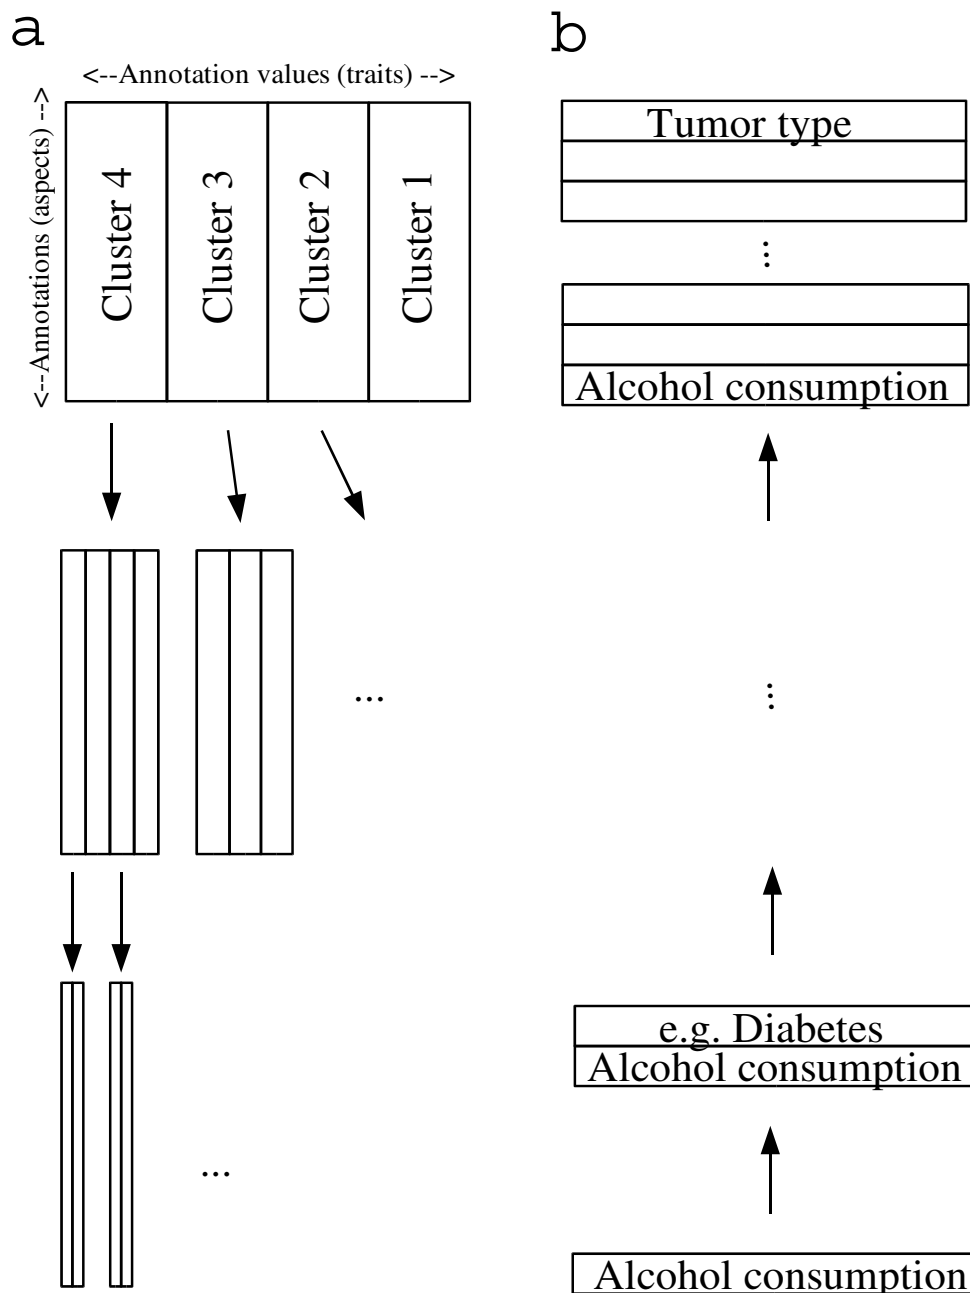 a
<--Annotation values (traits) -->
<--Annotations (aspects) -->
Cluster 4
Cluster 3
Cluster 2
Cluster 1
...
...
b
Tumor type
...
Alcohol consumption
...
e.g. Diabetes
Alcohol consumption
Alcohol consumption